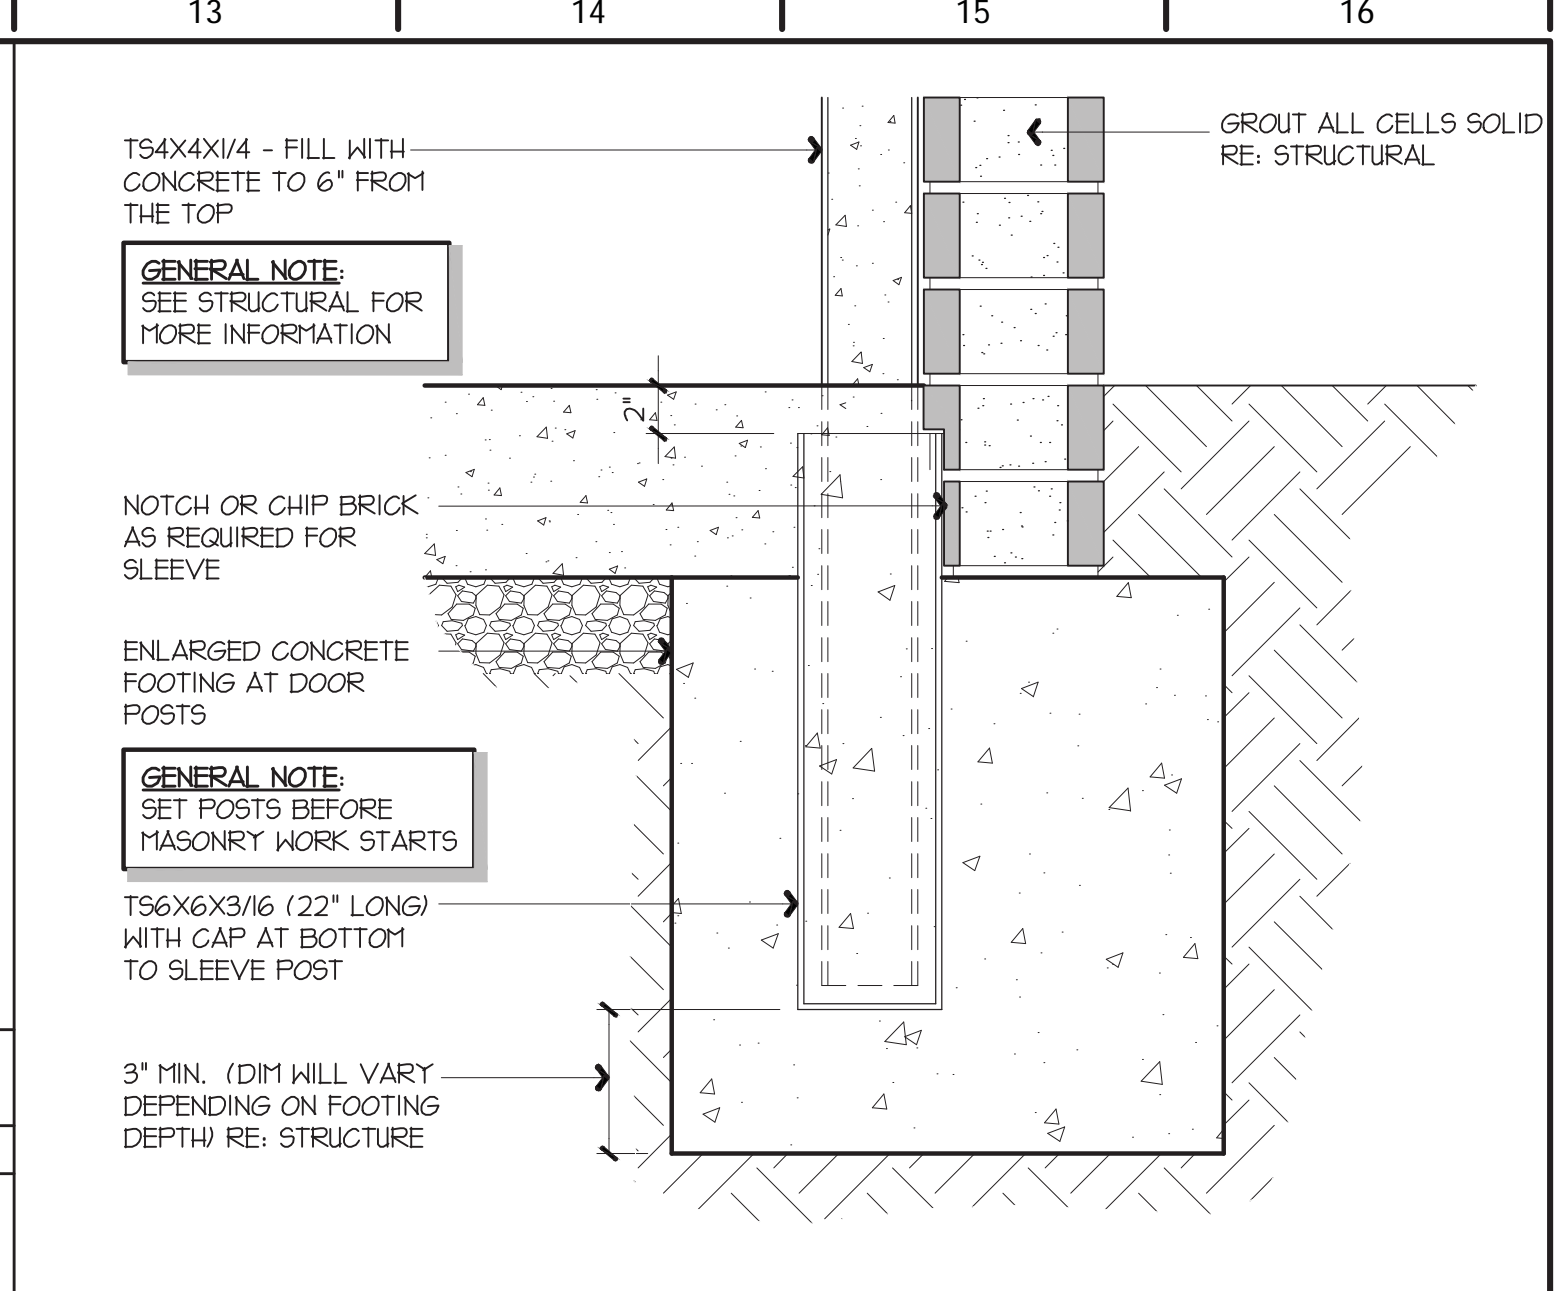 13
14
15
16
TS4X4X1/4 - FILL WITH
CONCRETE TO 6" FROM
THE TOP
GROUT ALL CELLS SOLID
RE: STRUCTURAL
GENERAL NOTE:
SEE STRUCTURAL FOR
MORE INFORMATION
2"
NOTCH OR CHIP BRICK
AS REQUIRED FOR
SLEEVE
ENLARGED CONCRETE
FOOTING AT DOOR
POSTS
GENERAL NOTE:
SET POSTS BEFORE
MASONRY WORK STARTS
TS6X6X3/16 (22" LONG)
WITH CAP AT BOTTOM
TO SLEEVE POST
3" MIN. (DIM WILL VARY
DEPENDING ON FOOTING
DEPTH) RE: STRUCTURE